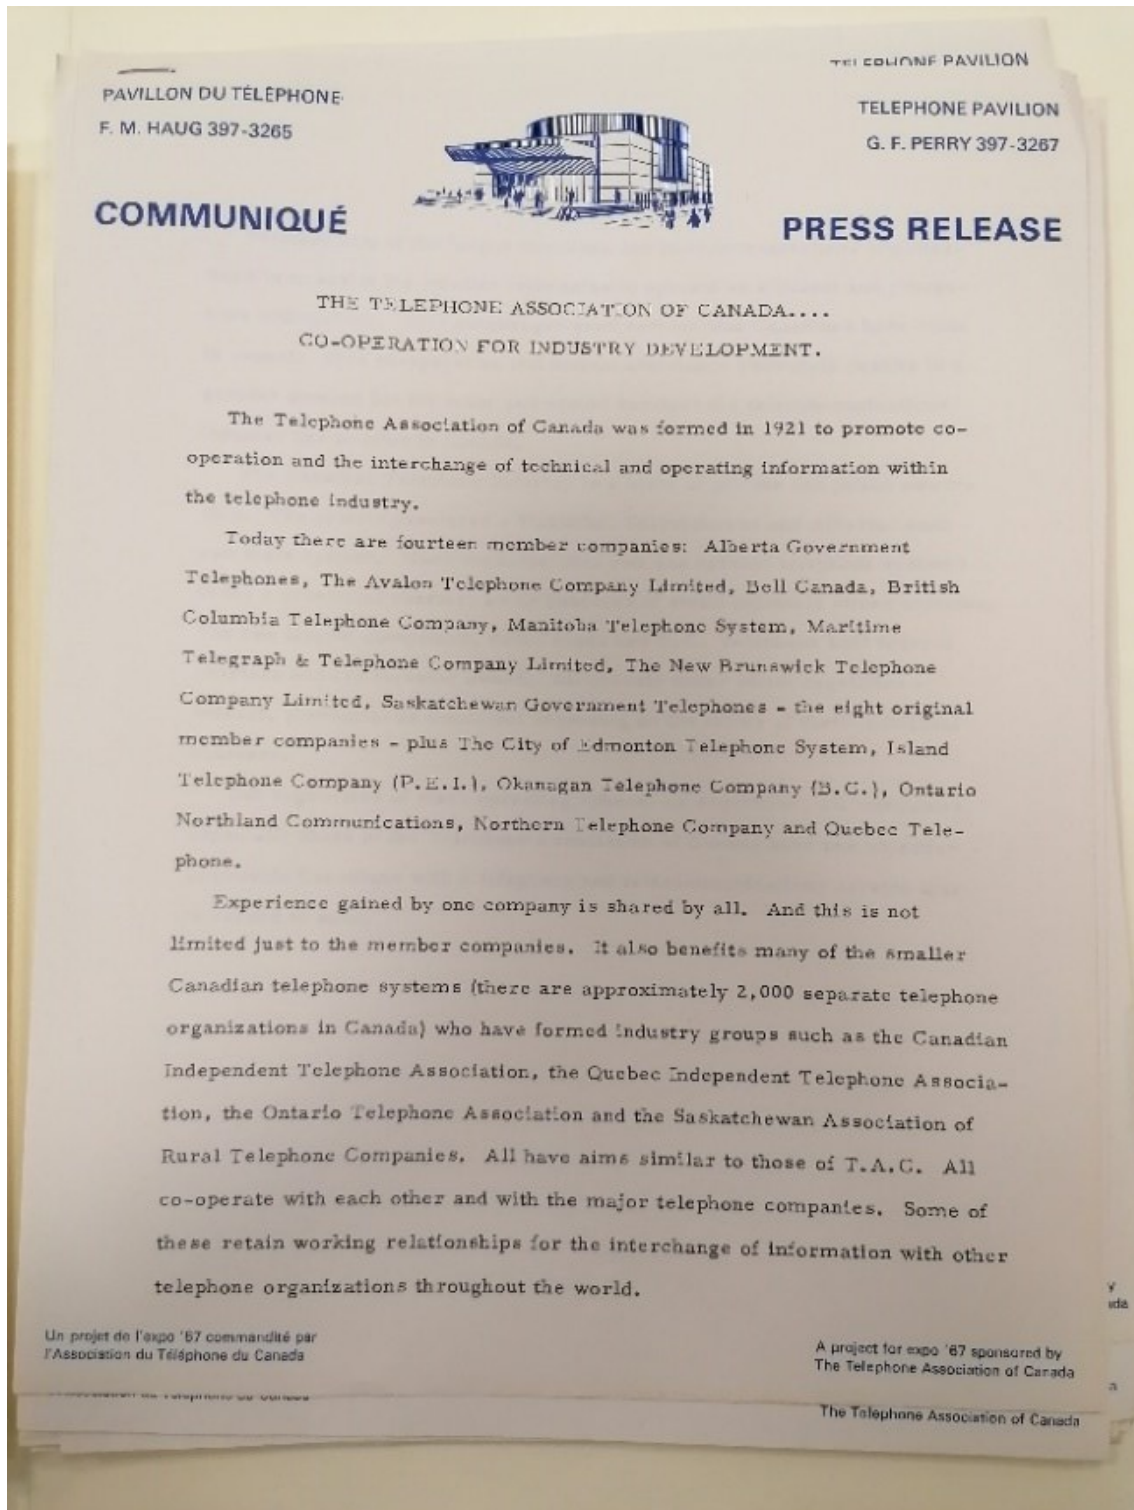 TELEPHONE PAVILION
PAVILLON DU TÉLÉPHONE
F. M. HAUG 397-3265
TELEPHONE PAVILION
G. F. PERRY 397-3267
COMMUNIQUÉ
PRESS RELEASE
THE TELEPHONE ASSOCIATION OF CANADA....
CO-OPERATION FOR INDUSTRY DEVELOPMENT.
The Telephone Association of Canada was formed in 1921 to promote co-
operation and the interchange of technical and operating information within
the telephone industry.
Today there are fourteen member companies: Alberta Government
Telephones, The Avalon Telephone Company Limited, Bell Canada, British
Columbia Telephone Company, Manitoba Telephone System, Maritime
Telegraph & Telephone Company Limited, The New Brunswick Telephone
Company Limited, Saskatchewan Government Telephones - the eight original
member companies - plus The City of Edmonton Telephone System, Island
Telephone Company (P.E.I.), Okanagan Telephone Company (B.C.), Ontario
Northland Communications, Northern Telephone Company and Quebec Tele-
phone.
Experience gained by one company is shared by all. And this is not
limited just to the member companies. It also benefits many of the smaller
Canadian telephone systems (there are approximately 2,000 separate telephone
organizations in Canada) who have formed industry groups such as the Canadian
Independent Telephone Association, the Quebec Independent Telephone Associa-
tion, the Ontario Telephone Association and the Saskatchewan Association of
Rural Telephone Companies. All have aims similar to those of T.A.C. All
co-operate with each other and with the major telephone companies. Some of
these retain working relationships for the interchange of information with other
telephone organizations throughout the world.
Un projet de l'expo '67 commandité par
l'Association du Téléphone du Canada
A project for expo '67 sponsored by
The Telephone Association of Canada
The Telephone Association of Canada